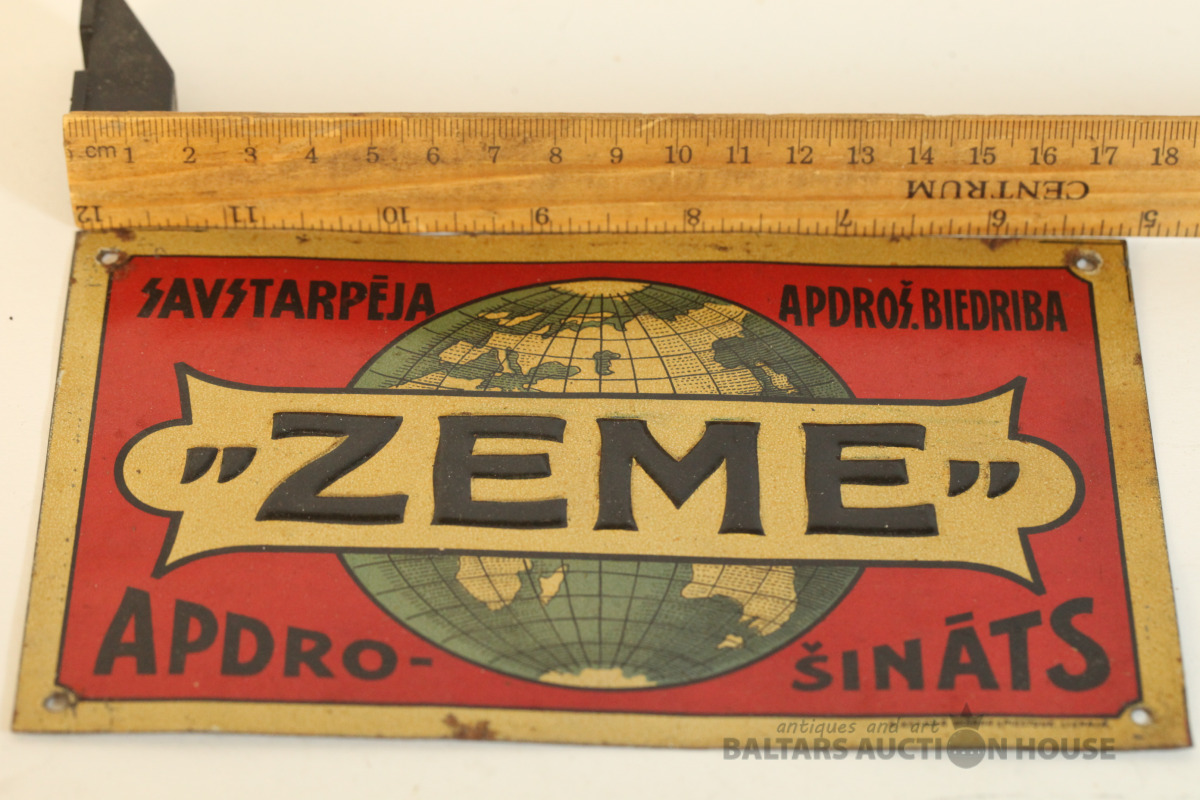 cm 1 2 3 4 5 6 7 8 9 10 11 12 13 14 15 16 17 18
CENTRUM
12 11 10 9 8 7 6 5
SAVSTARPĒJA APDROŠ. BIEDRIBA
„ZEME„
APDRO- ŠINĀTS
antiques and art
BALTARS AUCTION HOUSE